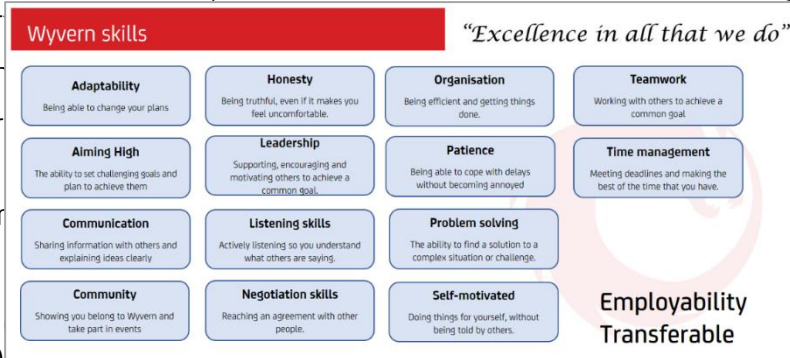 Wyvern skills
“Excellence in all that we do”
Adaptability
Being able to change your plans
Honesty
Being truthful, even if it makes you
feel uncomfortable.
Organisation
Being efficient and getting things
done.
Teamwork
Working with others to achieve a
common goal
Aiming High
The ability to set challenging goals and
plan to achieve them
Leadership
Supporting, encouraging and
motivating others to achieve a
common goal.
Patience
Being able to cope with delays
without becoming annoyed
Time management
Meeting deadlines and making the
best of the time that you have.
Communication
Sharing information with others and
explaining ideas clearly
Listening skills
Actively listening so you understand
what others are saying.
Problem solving
The ability to find a solution to a
complex situation or challenge.
Community
Showing you belong to Wyvern and
take part in events
Negotiation skills
Reaching an agreement with other
people.
Self-motivated
Doing things for yourself, without
being told by others.
Employability
Transferable